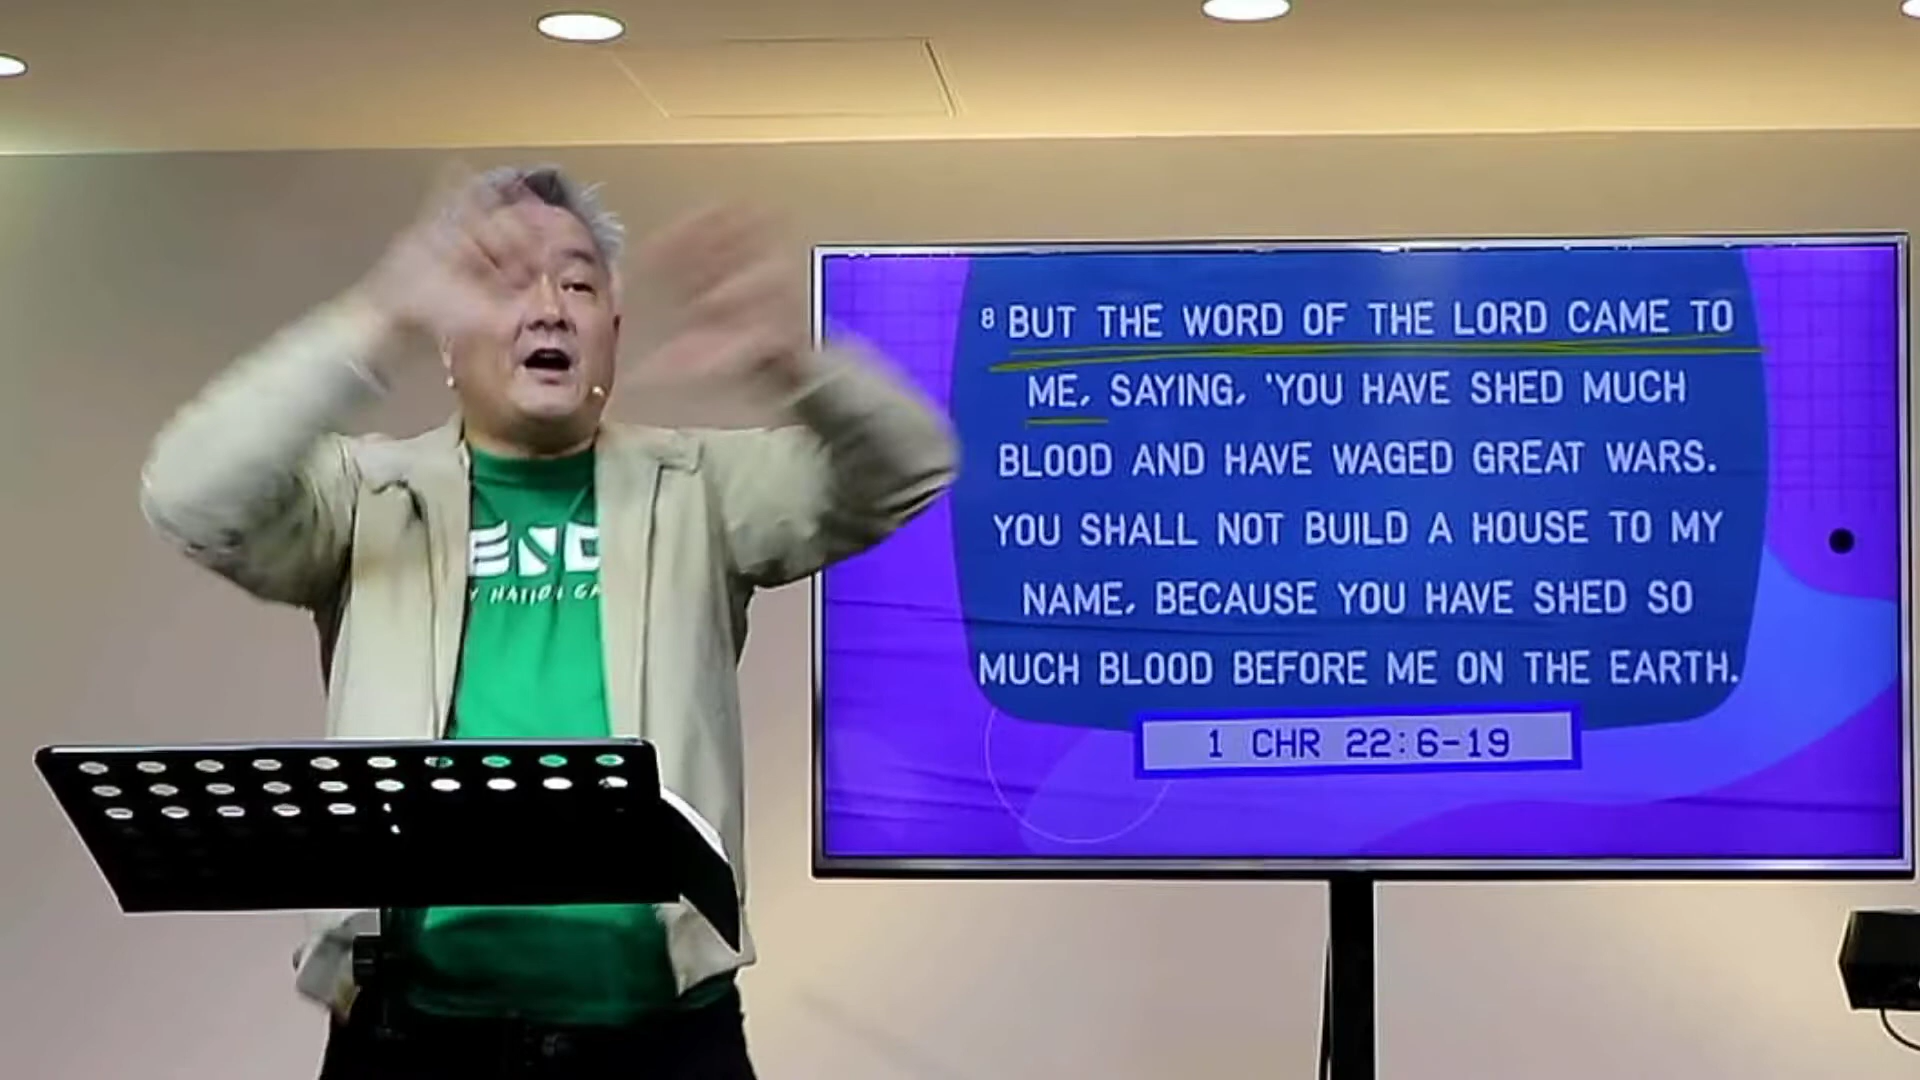 8 BUT THE WORD OF THE LORD CAME TO
ME, SAYING, 'YOU HAVE SHED MUCH
BLOOD AND HAVE WAGED GREAT WARS.
YOU SHALL NOT BUILD A HOUSE TO MY
NAME, BECAUSE YOU HAVE SHED SO
MUCH BLOOD BEFORE ME ON THE EARTH.
1 CHR 22:6-19